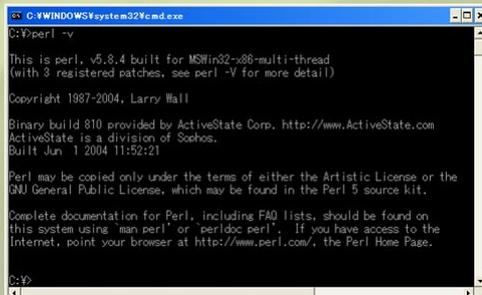 C:¥WINDOWS¥system32¥cmd.exe
C:¥>perl -v
This is perl, v5.8.4 built for MSWin32-x86-multi-thread
(with 3 registered patches, see perl -V for more detail)
Copyright 1987-2004, Larry Wall
Binary build 810 provided by ActiveState Corp. http://www.ActiveState.com
ActiveState is a division of Sophos.
Built Jun  1 2004 11:52:21
Perl may be copied only under the terms of either the Artistic License or the
GNU General Public License, which may be found in the Perl 5 source kit.
Complete documentation for Perl, including FAQ lists, should be found on
this system using `man perl' or `perldoc perl'.  If you have access to the
Internet, point your browser at http://www.perl.com/, the Perl Home Page.
C:¥>